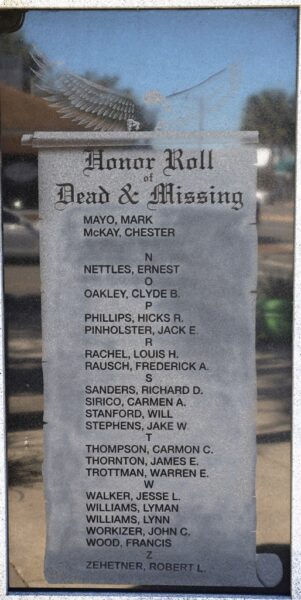 Honor Roll
of
Dead & Missing
MAYO, MARK
McKAY, CHESTER
N
NETTLES, ERNEST
O
OAKLEY, CLYDE B.
P
PHILLIPS, HICKS R.
PINHOLSTER, JACK E.
R
RACHEL, LOUIS H.
RAUSCH, FREDERICK A.
S
SANDERS, RICHARD D.
SIRICO, CARMEN A.
STANFORD, WILL
STEPHENS, JAKE W.
T
THOMPSON, CARMON C.
THORNTON, JAMES E.
TROTTMAN, WARREN E.
W
WALKER, JESSE L.
WILLIAMS, LYMAN
WILLIAMS, LYNN
WORKIZER, JOHN C.
WOOD, FRANCIS
Z
ZEHETNER, ROBERT L.